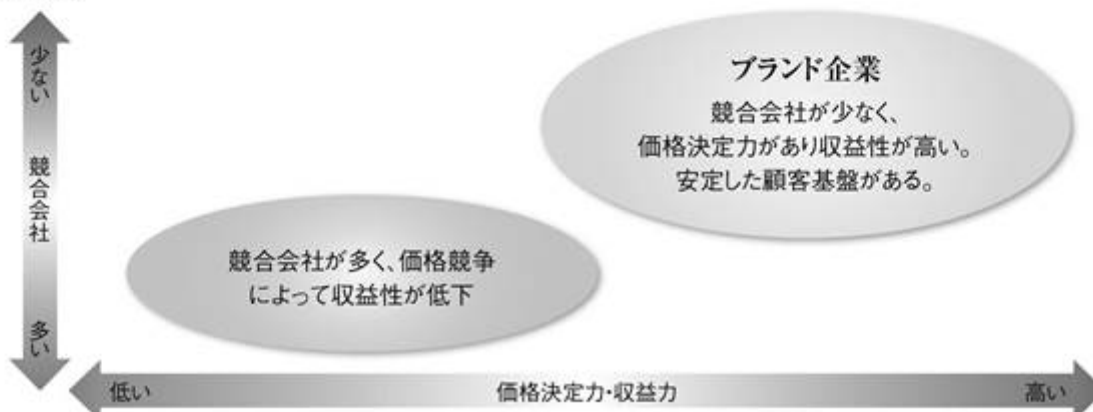 少ない
競合会社
多い
ブランド企業
競合会社が少なく、
価格決定力があり収益性が高い。
安定した顧客基盤がある。
競合会社が多く、価格競争
によって収益性が低下
低い
価格決定力・収益力
高い